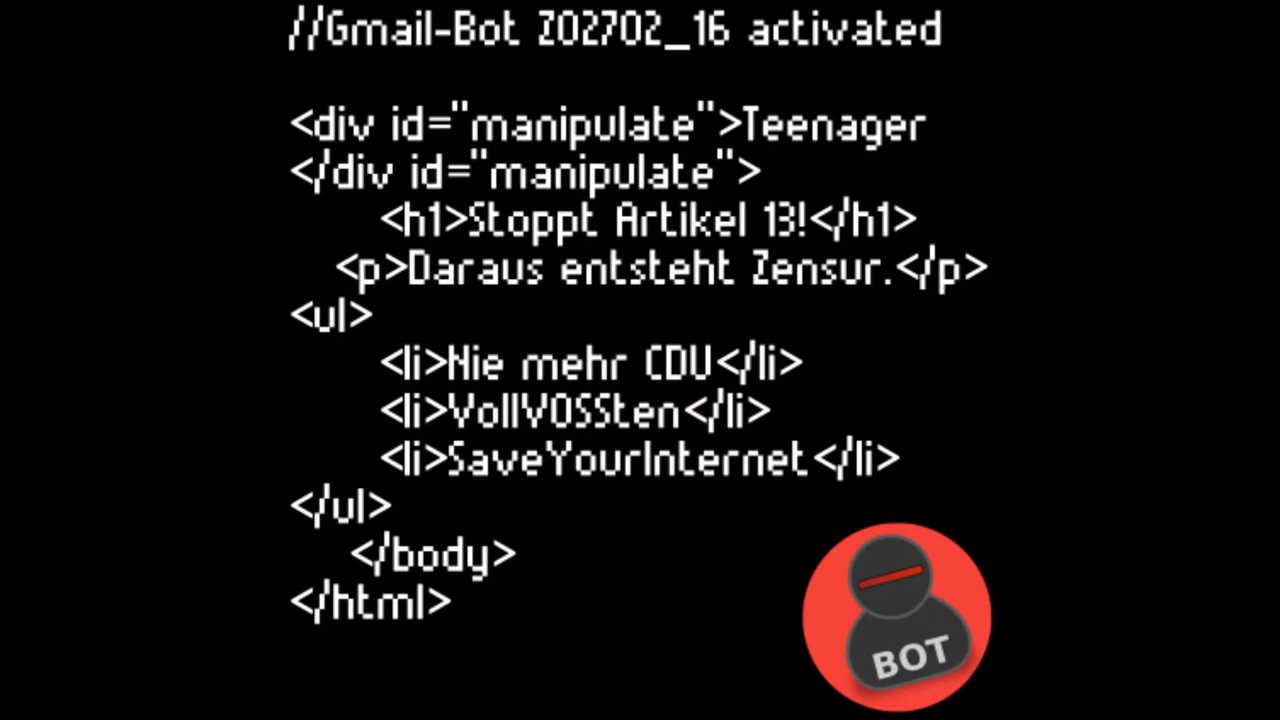 //Gmail-Bot Z02702_16 activated
<div id="manipulate">Teenager
</div id="manipulate">
<h1>Stoppt Artikel 13!</h1>
<p>Daraus entsteht Zensur.</p>
<ul>
<li>Nie mehr CDU</li>
<li>VollVOSSten</li>
<li>SaveYourInternet</li>
</ul>
</body>
</html>
BOT